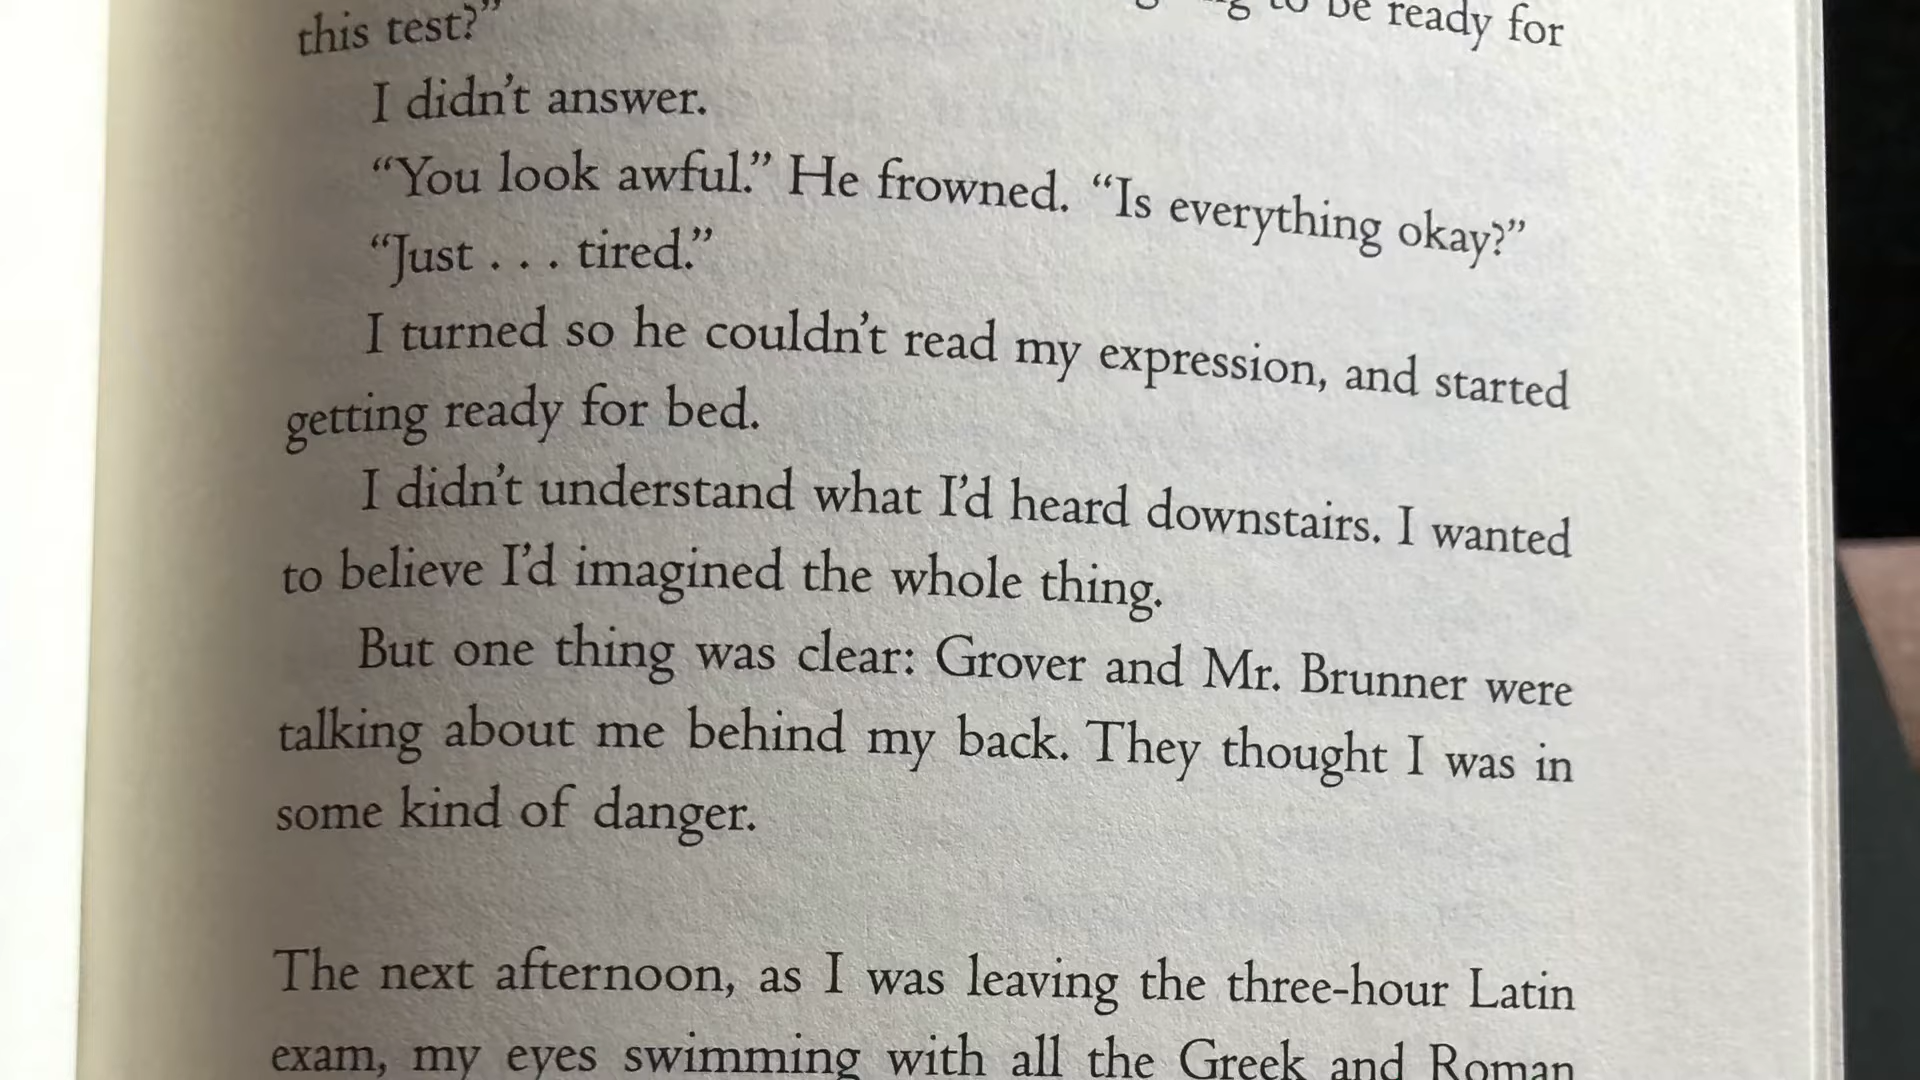 to be ready for
this test?”
I didn’t answer.
“You look awful.” He frowned. “Is everything okay?”
“Just . . . tired.”
I turned so he couldn’t read my expression, and started
getting ready for bed.
I didn’t understand what I’d heard downstairs. I wanted
to believe I’d imagined the whole thing.
But one thing was clear: Grover and Mr. Brunner were
talking about me behind my back. They thought I was in
some kind of danger.
The next afternoon, as I was leaving the three-hour Latin
exam, my eyes swimming with all the Greek and Roman